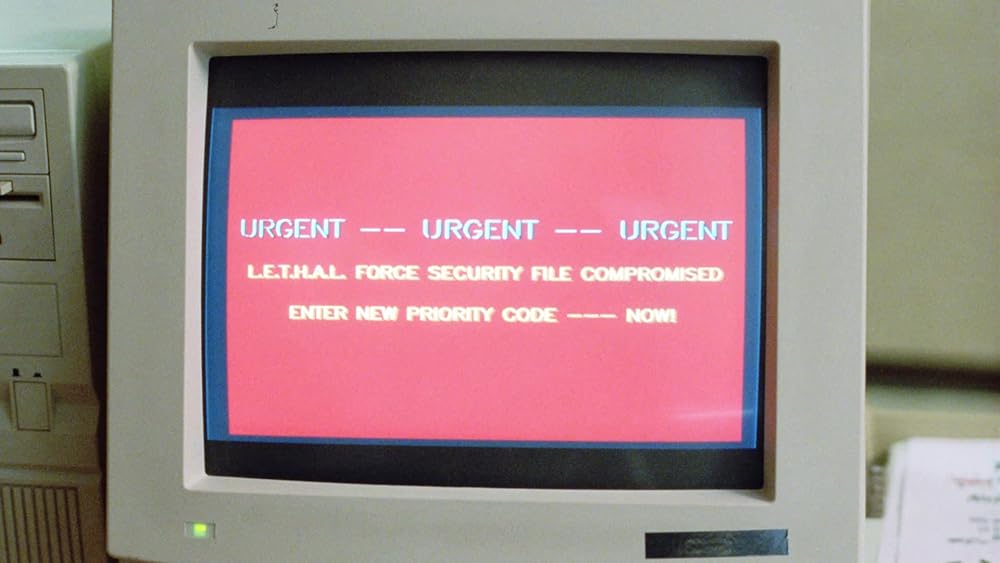 URGENT -- URGENT -- URGENT
L.E.T.H.A.L. FORCE SECURITY FILE COMPROMISED
ENTER NEW PRIORITY CODE --- NOW!